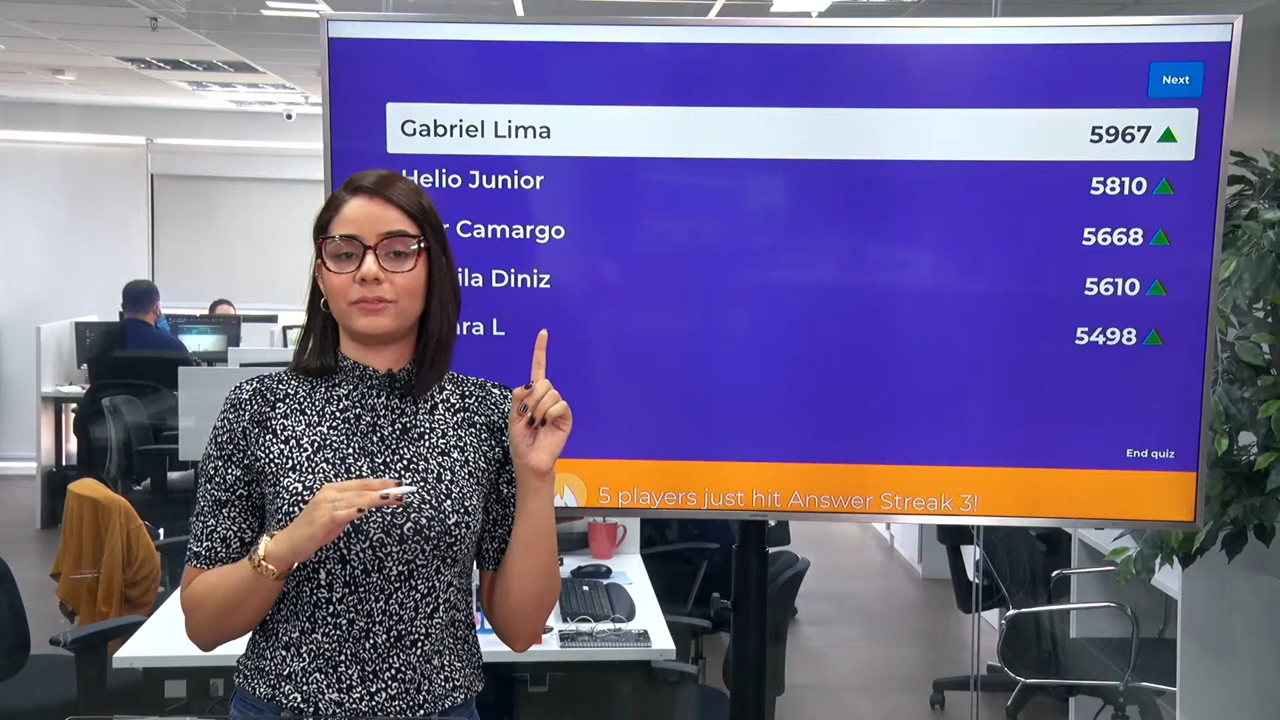 Next
Gabriel Lima 5967
Helio Junior 5810
Camargo 5668
Diniz 5610
L 5498
End quiz
5 players just hit Answer Streak 3!